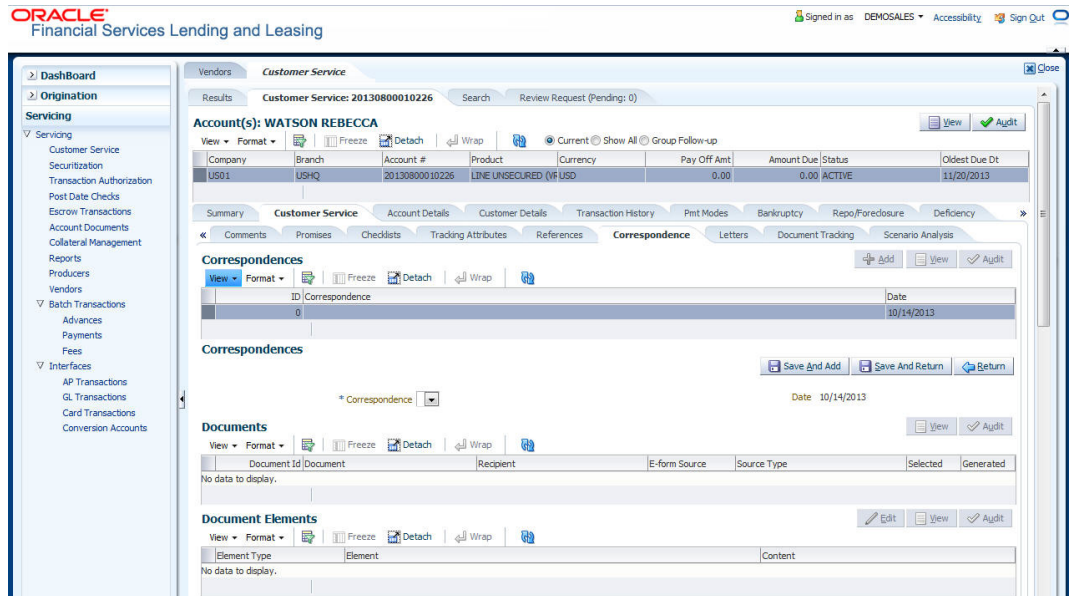 ORACLE
Financial Services Lending and Leasing
Signed in as DEMOSALES Accessibility Sign Out
Close
DashBoard
Origination
Servicing
Servicing
Customer Service
Securitization
Transaction Authorization
Post Date Checks
Escrow Transactions
Account Documents
Collateral Management
Reports
Producers
Vendors
Batch Transactions
Advances
Payments
Fees
Interfaces
AP Transactions
GL Transactions
Card Transactions
Conversion Accounts
Vendors Customer Service
Results Customer Service: 20130800010226 Search Review Request (Pending: 0)
Account(s): WATSON REBECCA View Audit
View Format Freeze Detach Wrap Current Show All Group Follow-up
Company Branch Account # Product Currency Pay Off Amt Amount Due Status Oldest Due Dt
US01 USHQ 20130800010226 LINE UNSECURED (VR USD 0.00 0.00 ACTIVE 11/20/2013
Summary Customer Service Account Details Customer Details Transaction History Pmt Modes Bankruptcy Repo/Foreclosure Deficiency »
« Comments Promises Checklists Tracking Attributes References Correspondence Letters Document Tracking Scenario Analysis
Correspondences Add View Audit
View Format Freeze Detach Wrap
ID Correspondence Date
0 10/14/2013
Correspondences
Save And Add Save And Return Return
* Correspondence Date 10/14/2013
Documents View Audit
View Format Freeze Detach Wrap
Document Id Document Recipient E-form Source Source Type Selected Generated
No data to display.
Document Elements Edit View Audit
View Format Freeze Detach Wrap
Element Type Element Content
No data to display.